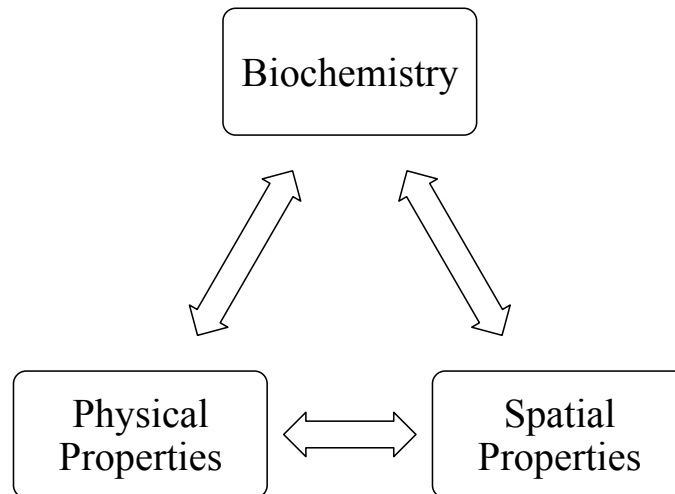 Biochemistry
Physical
Properties
Spatial
Properties